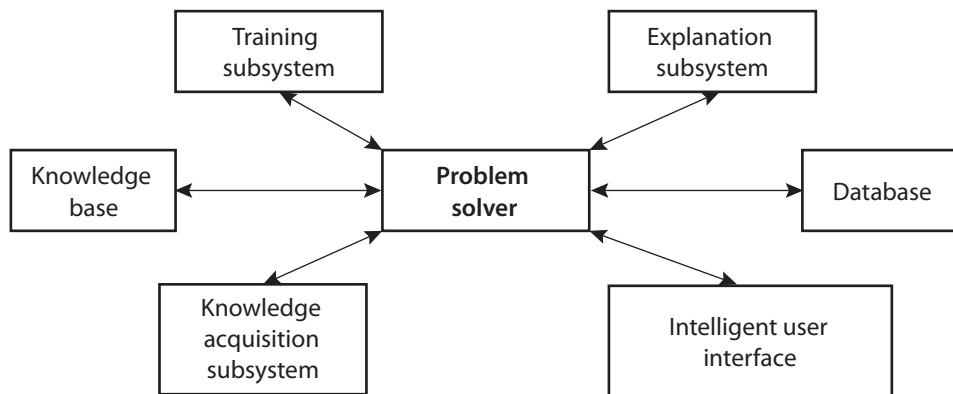 Training
subsystem
Explanation
subsystem
Knowledge
base
Problem
solver
Database
Knowledge
acquisition
subsystem
Intelligent user
interface